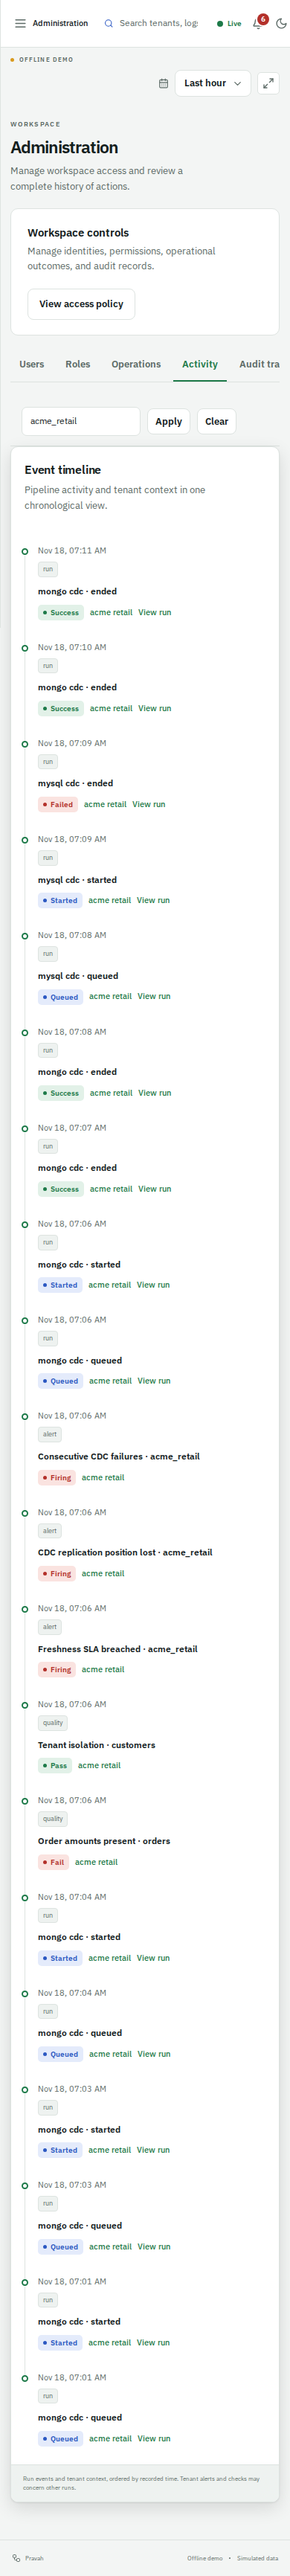 Administration
Search tenants, log
Live
6
OFFLINE DEMO
Last hour
WORKSPACE
Administration
Manage workspace access and review a
complete history of actions.
Workspace controls
Manage identities, permissions, operational
outcomes, and audit records.
View access policy
Users Roles Operations Activity Audit tra
acme_retail Apply Clear
Event timeline
Pipeline activity and tenant context in one
chronological view.
Nov 18, 07:11 AM
run
mongo cdc · ended
Success acme retail View run
Nov 18, 07:10 AM
run
mongo cdc · ended
Success acme retail View run
Nov 18, 07:09 AM
run
mysql cdc · ended
Failed acme retail View run
Nov 18, 07:09 AM
run
mysql cdc · started
Started acme retail View run
Nov 18, 07:08 AM
run
mysql cdc · queued
Queued acme retail View run
Nov 18, 07:08 AM
run
mongo cdc · ended
Success acme retail View run
Nov 18, 07:07 AM
run
mongo cdc · ended
Success acme retail View run
Nov 18, 07:06 AM
run
mongo cdc · started
Started acme retail View run
Nov 18, 07:06 AM
run
mongo cdc · queued
Queued acme retail View run
Nov 18, 07:06 AM
alert
Consecutive CDC failures · acme_retail
Firing acme retail
Nov 18, 07:06 AM
alert
CDC replication position lost · acme_retail
Firing acme retail
Nov 18, 07:06 AM
alert
Freshness SLA breached · acme_retail
Firing acme retail
Nov 18, 07:06 AM
quality
Tenant isolation · customers
Pass acme retail
Nov 18, 07:06 AM
quality
Order amounts present · orders
Fail acme retail
Nov 18, 07:04 AM
run
mongo cdc · started
Started acme retail View run
Nov 18, 07:04 AM
run
mongo cdc · queued
Queued acme retail View run
Nov 18, 07:03 AM
run
mongo cdc · started
Started acme retail View run
Nov 18, 07:03 AM
run
mongo cdc · queued
Queued acme retail View run
Nov 18, 07:01 AM
run
mongo cdc · started
Started acme retail View run
Nov 18, 07:01 AM
run
mongo cdc · queued
Queued acme retail View run
Run events and tenant context, ordered by recorded time. Tenant alerts and checks may
concern other runs.
Pravah Offline demo • Simulated data